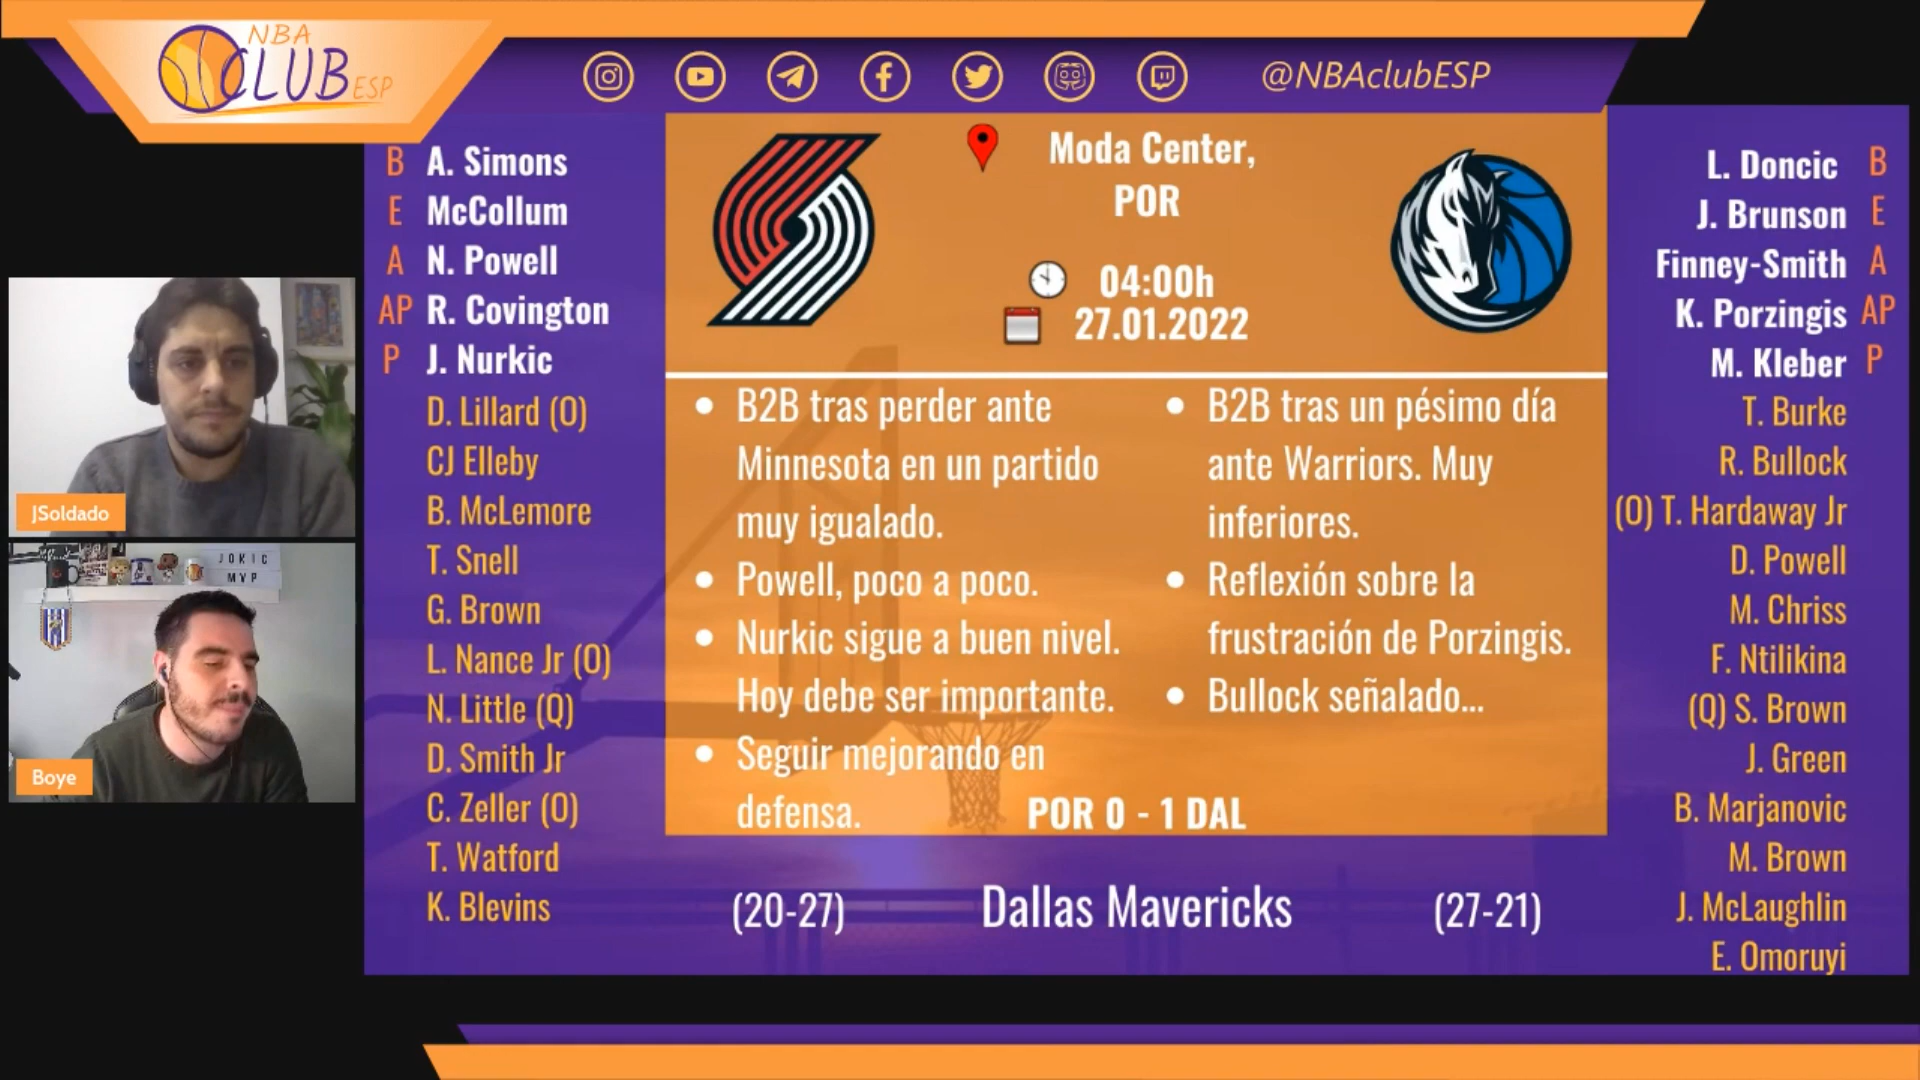 NBA
CLUB ESP
@NBAclubESP
B A. Simons
E McCollum
A N. Powell
AP R. Covington
P J. Nurkic
D. Lillard (O)
CJ Elleby
B. McLemore
T. Snell
G. Brown
L. Nance Jr (O)
N. Little (Q)
D. Smith Jr
C. Zeller (O)
T. Watford
K. Blevins
Moda Center,
POR
04:00h
27.01.2022
• B2B tras perder ante
Minnesota en un partido
muy igualado.
• Powell, poco a poco.
• Nurkic sigue a buen nivel.
Hoy debe ser importante.
• Seguir mejorando en
defensa.
• B2B tras un pésimo día
ante Warriors. Muy
inferiores.
• Reflexión sobre la
frustración de Porzingis.
• Bullock señalado...
POR 0 - 1 DAL
(20-27) Dallas Mavericks (27-21)
L. Doncic B
J. Brunson E
Finney-Smith A
K. Porzingis AP
M. Kleber P
T. Burke
R. Bullock
(O) T. Hardaway Jr
D. Powell
M. Chriss
F. Ntilikina
(Q) S. Brown
J. Green
B. Marjanovic
M. Brown
J. McLaughlin
E. Omoruyi
JSoldado
JOKIC
MVP
Boye